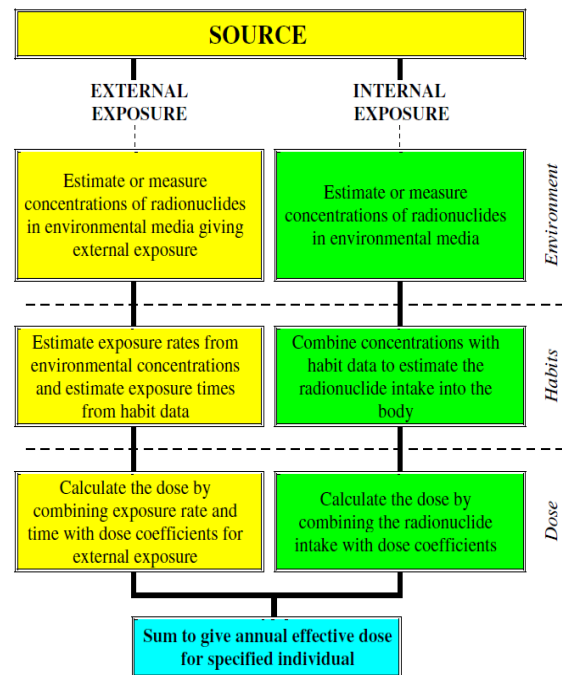 SOURCE
EXTERNAL
EXPOSURE
INTERNAL
EXPOSURE
Estimate or measure
concentrations of radionuclides
in environmental media giving
external exposure
Estimate or measure
concentrations of radionuclides
in environmental media
Environment
Estimate exposure rates from
environmental concentrations
and estimate exposure times
from habit data
Combine concentrations with
habit data to estimate the
radionuclide intake into the
body
Habits
Calculate the dose by
combining exposure rate and
time with dose coefficients for
external exposure
Calculate the dose by
combining the radionuclide
intake with dose coefficients
Dose
Sum to give annual effective dose
for specified individual